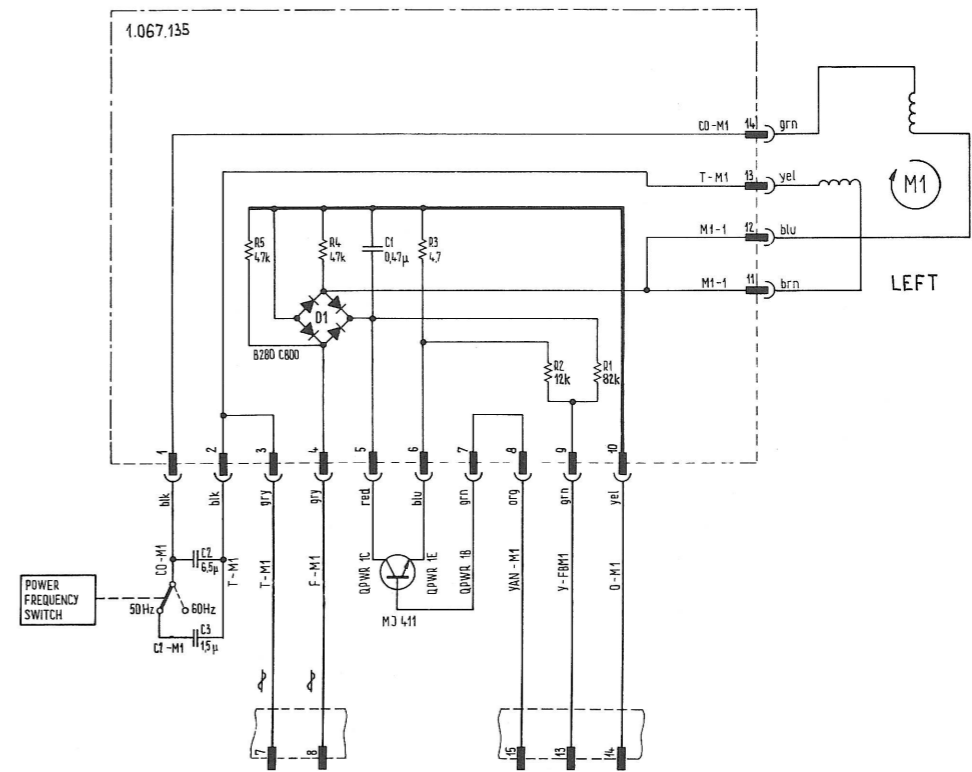 1.067.135
CO-M1 14 grn
T-M1 13 yel
M1
M1-1 12 blu
M1-1 11 brn
LEFT
R5
47k
R4
47k
C1
0,47µ
R3
4,7
D1
B280 C800
R2
12k
R1
82k
1 2 3 4 5 6 7 8 9 10
blk blk gry gry red blu grn org grn yel
CO-M1
C2
6,5µ
T-M1
T-M1
F-M1
QPWR 1C
QPWR 1E
QPWR 1B
YAN-M1
Y-FBM1
0-M1
MJ 411
POWER
FREQUENCY
SWITCH
50Hz
60Hz
C3
1,5µ
C1-M1
7 8 15 13 14